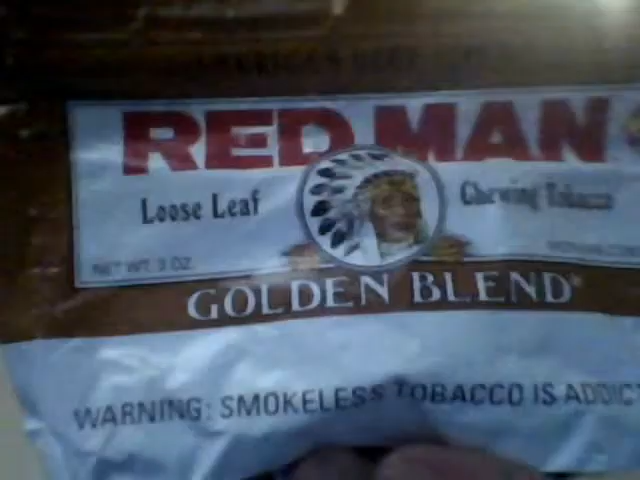 RED MAN
Loose Leaf
Chewing Tobacco
NET WT. 3 OZ.
GOLDEN BLEND®
WARNING: SMOKELESS TOBACCO IS ADDIC